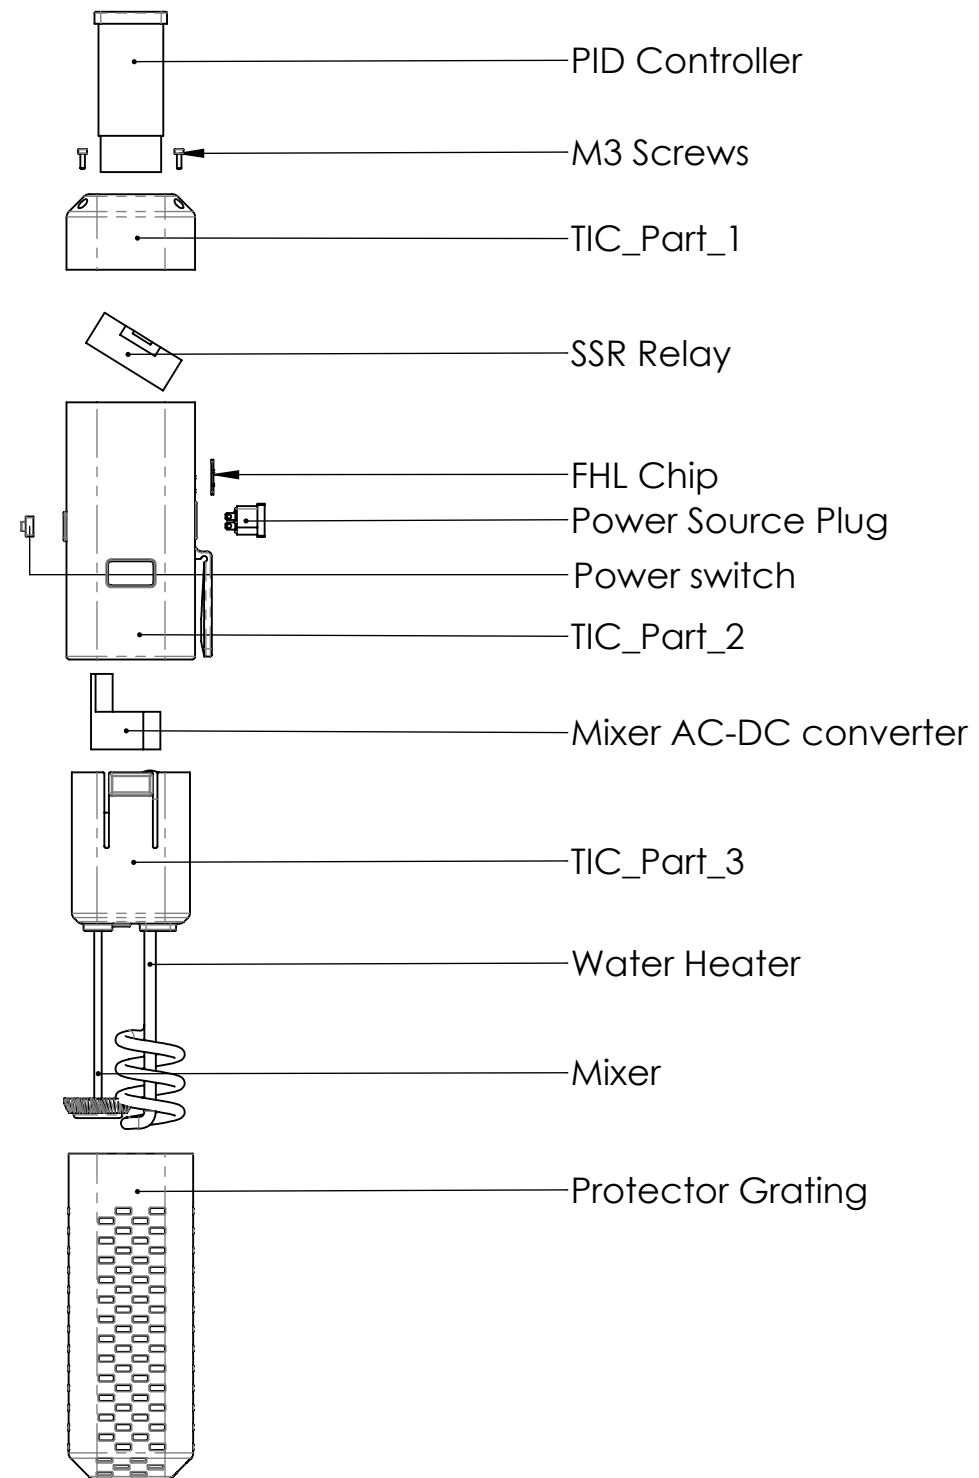 PID Controller
M3 Screws
TIC_Part_1
SSR Relay
FHL Chip
Power Source Plug
Power switch
TIC_Part_2
Mixer AC-DC converter
TIC_Part_3
Water Heater
Mixer
Protector Grating